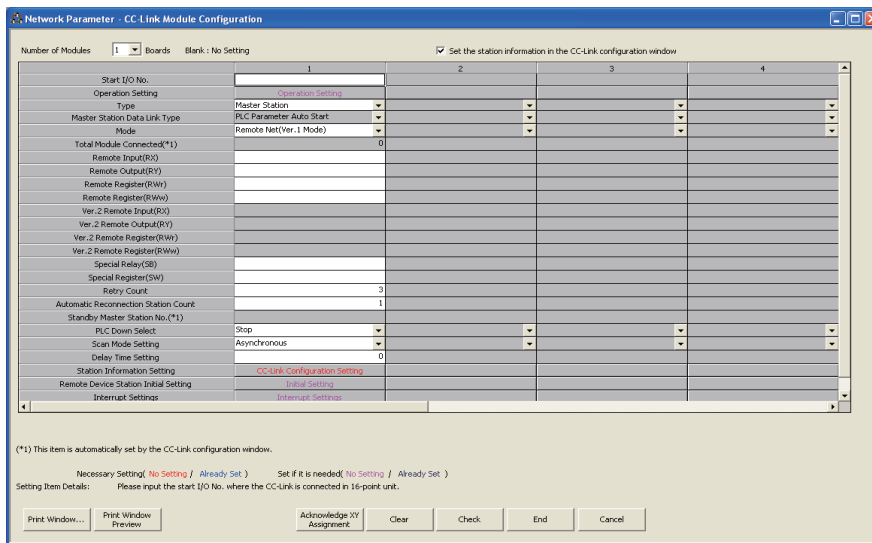 Network Parameter - CC-Link Module Configuration
Number of Modules 1 Boards Blank : No Setting Set the station information in the CC-Link configuration window
1 2 3 4
Start I/O No.
Operation Setting Operation Setting
Type Master Station
Master Station Data Link Type PLC Parameter Auto Start
Mode Remote Net(Ver.1 Mode)
Total Module Connected(*1) 0
Remote Input(RX)
Remote Output(RY)
Remote Register(RWr)
Remote Register(RWw)
Ver.2 Remote Input(RX)
Ver.2 Remote Output(RY)
Ver.2 Remote Register(RWr)
Ver.2 Remote Register(RWw)
Special Relay(SB)
Special Register(SW)
Retry Count 3
Automatic Reconnection Station Count 1
Standby Master Station No.(*1)
PLC Down Select Stop
Scan Mode Setting Asynchronous
Delay Time Setting 0
Station Information Setting CC-Link Configuration Setting
Remote Device Station Initial Setting Initial Setting
Interrupt Settings Interrupt Settings
(*1) This item is automatically set by the CC-Link configuration window.
Necessary Setting( No Setting / Already Set ) Set if it is needed( No Setting / Already Set )
Setting Item Details: Please input the start I/O No. where the CC-Link is connected in 16-point unit.
Print Window... Print Window Preview Acknowledge XY Assignment Clear Check End Cancel